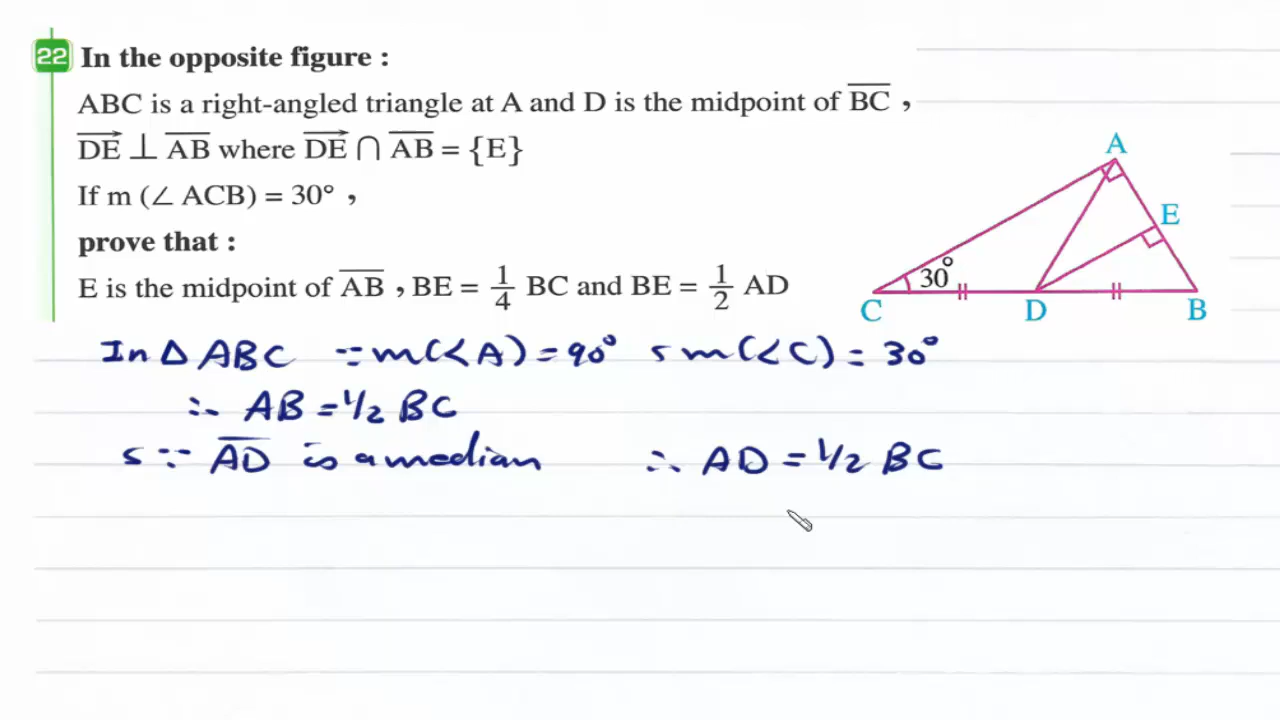 22 In the opposite figure :
ABC is a right-angled triangle at A and D is the midpoint of BC ,
DE ⊥ AB where DE ∩ AB = {E}
If m (∠ ACB) = 30° ,
prove that :
E is the midpoint of AB , BE = 1/4 BC and BE = 1/2 AD
A
E
30°
C
D
B
In Δ ABC ∵ m(<A) = 90° , m(<C) = 30°
∴ AB = 1/2 BC
, ∵ AD is a median ∴ AD = 1/2 BC